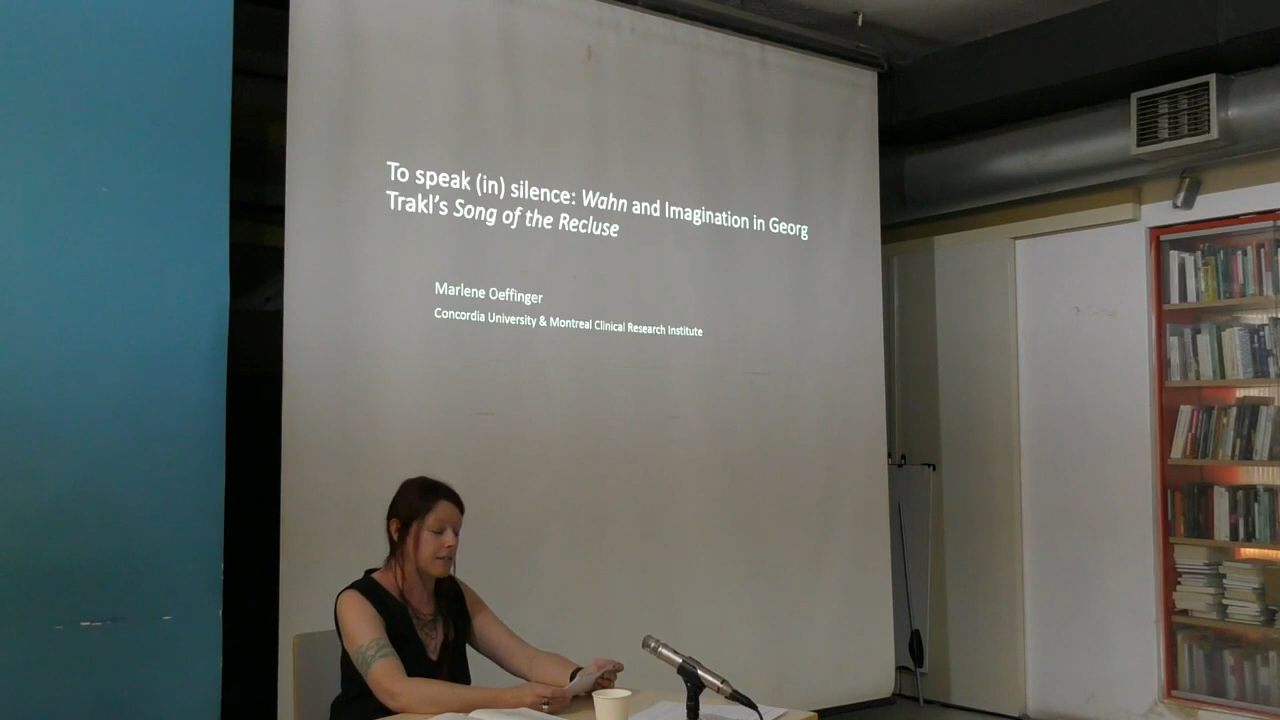 To speak (in) silence: Wahn and Imagination in Georg
Trakl's Song of the Recluse
Marlene Oeffinger
Concordia University & Montreal Clinical Research Institute